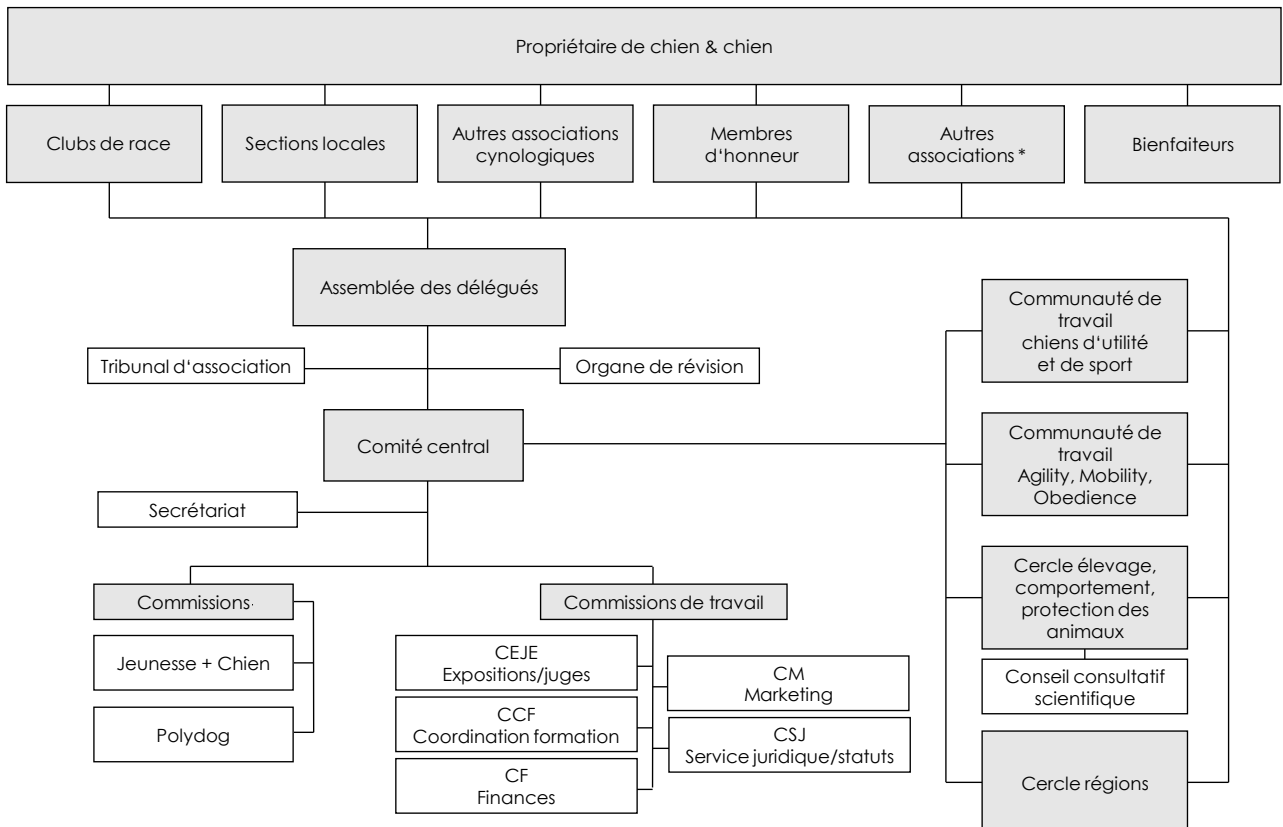 Propriétaire de chien & chien
Clubs de race
Sections locales
Autres associations
cynologiques
Membres
d‘honneur
Autres
associations *
Bienfaiteurs
Assemblée des délégués
Tribunal d‘association
Organe de révision
Comité central
Secrétariat
Commissions
Jeunesse + Chien
Polydog
Commissions de travail
CEJE
Expositions/juges
CCF
Coordination formation
CF
Finances
CM
Marketing
CSJ
Service juridique/statuts
Communauté de
travail
chiens d‘utilité
et de sport
Communauté de
travail
Agility, Mobility,
Obedience
Cercle élevage,
comportement,
protection des
animaux
Conseil consultatif
scientifique
Cercle régions